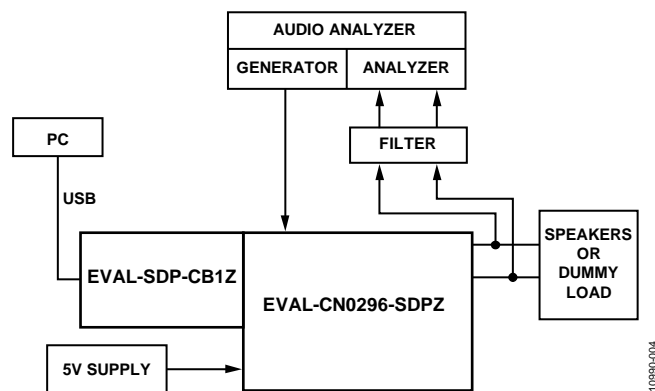 AUDIO ANALYZER
GENERATOR
ANALYZER
PC
FILTER
USB
SPEAKERS
OR
DUMMY
LOAD
EVAL-SDP-CB1Z
EVAL-CN0296-SDPZ
5V SUPPLY
10990-004